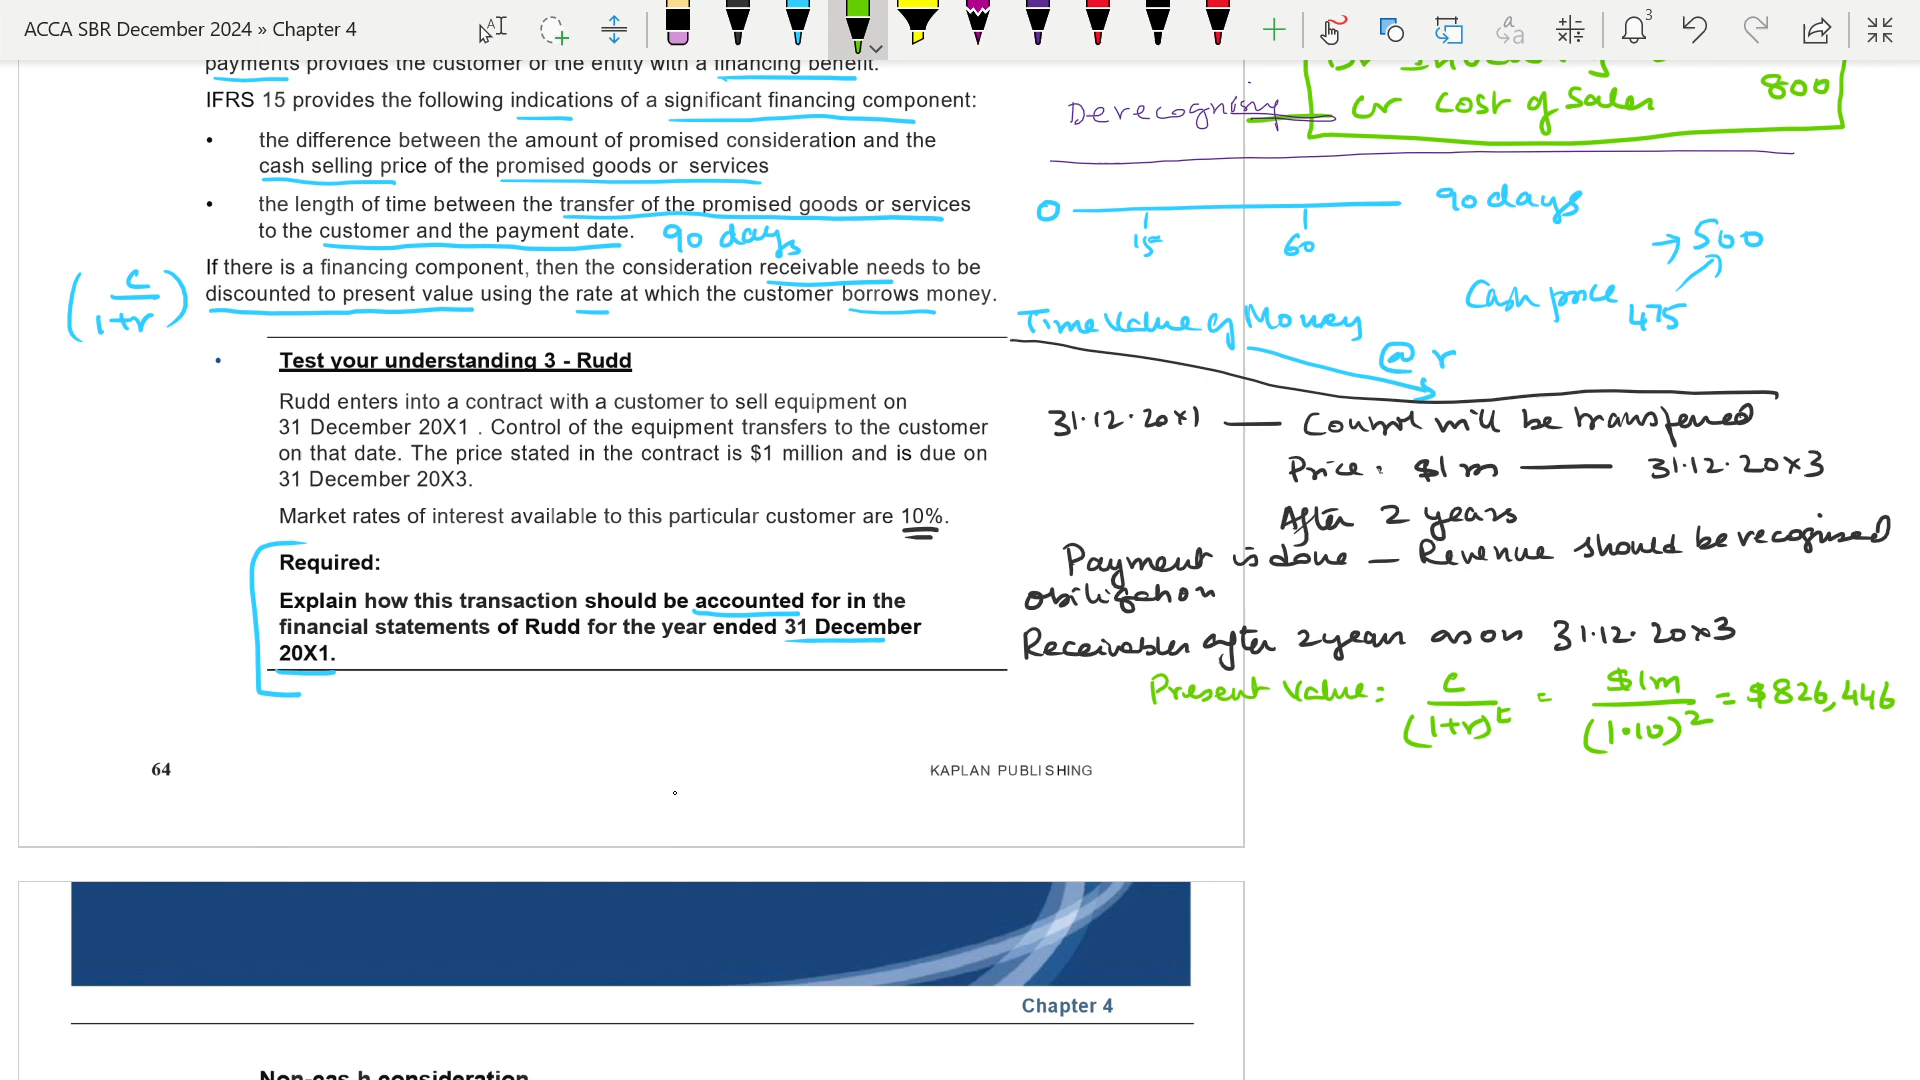 ACCA SBR December 2024 » Chapter 4
3
payments provides the customer or the entity with a financing benefit.
IFRS 15 provides the following indications of a significant financing component:
• the difference between the amount of promised consideration and the
cash selling price of the promised goods or services
• the length of time between the transfer of the promised goods or services
to the customer and the payment date. 90 days
If there is a financing component, then the consideration receivable needs to be
discounted to present value using the rate at which the customer borrows money.
(c/1+r)
• Test your understanding 3 - Rudd
Rudd enters into a contract with a customer to sell equipment on
31 December 20X1 . Control of the equipment transfers to the customer
on that date. The price stated in the contract is $1 million and is due on
31 December 20X3.
Market rates of interest available to this particular customer are 10%.
Required:
Explain how this transaction should be accounted for in the
financial statements of Rudd for the year ended 31 December
20X1.
64
KAPLAN PUBLISHING
Chapter 4
Non-cas h consideration
Cr Cost of Sales 800
Derecognising
0 15 60 90 days
→ 500
Cash price 475
Time Value of Money
@ r
31.12.20x1 — Control will be transferred
Price: $1m — 31.12.20x3
After 2 years
Payment is done — Revenue should be recognised
obiligation
Receivables after 2 years as on 31.12.20x3
Present Value: c/(1+r)^t = $1m/(1.10)^2 = $826,446